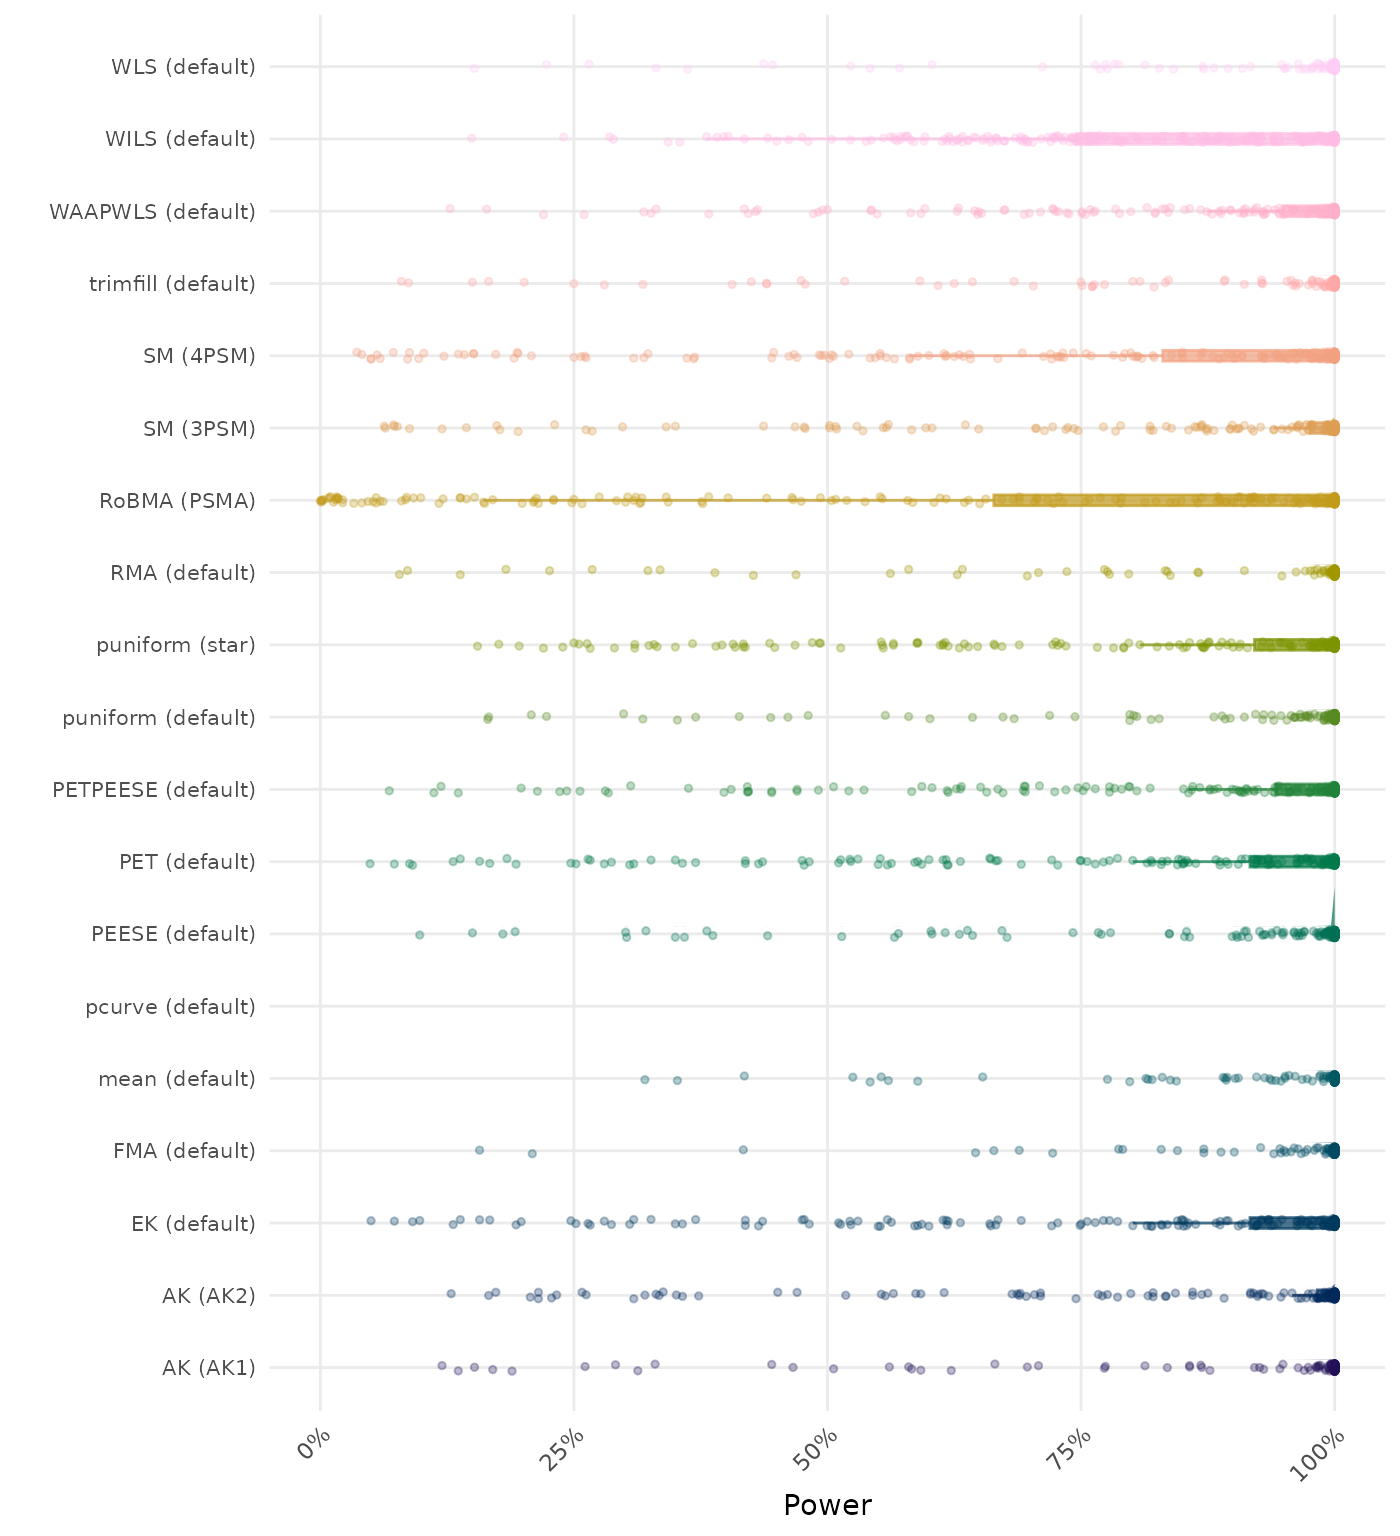 WLS (default)
WILS (default)
WAAPWLS (default)
trimfill (default)
SM (4PSM)
SM (3PSM)
RoBMA (PSMA)
RMA (default)
puniform (star)
puniform (default)
PETPEESE (default)
PET (default)
PEESE (default)
pcurve (default)
mean (default)
FMA (default)
EK (default)
AK (AK2)
AK (AK1)
0% 25% 50% 75% 100%
Power